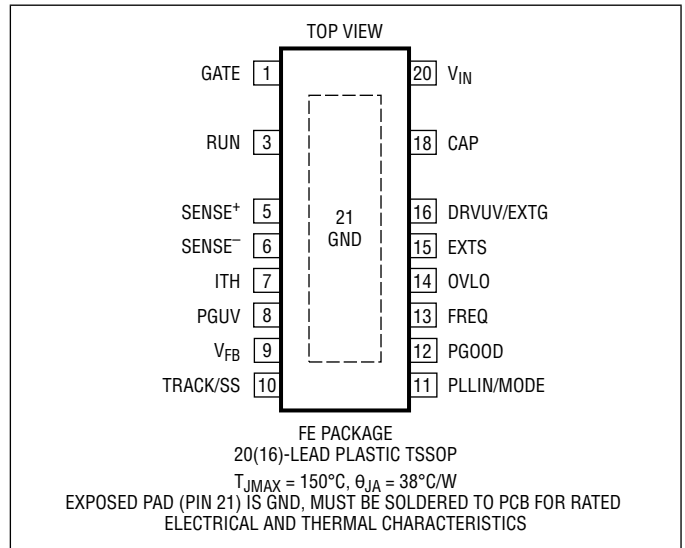 TOP VIEW
GATE 1 20 VIN
RUN 3 18 CAP
SENSE+ 5 16 DRVUV/EXTG
SENSE– 6 15 EXTS
21
GND
ITH 7 14 OVLO
PGUV 8 13 FREQ
VFB 9 12 PGOOD
TRACK/SS 10 11 PLLIN/MODE
FE PACKAGE
20(16)-LEAD PLASTIC TSSOP
TJMAX = 150°C, θJA = 38°C/W
EXPOSED PAD (PIN 21) IS GND, MUST BE SOLDERED TO PCB FOR RATED
ELECTRICAL AND THERMAL CHARACTERISTICS